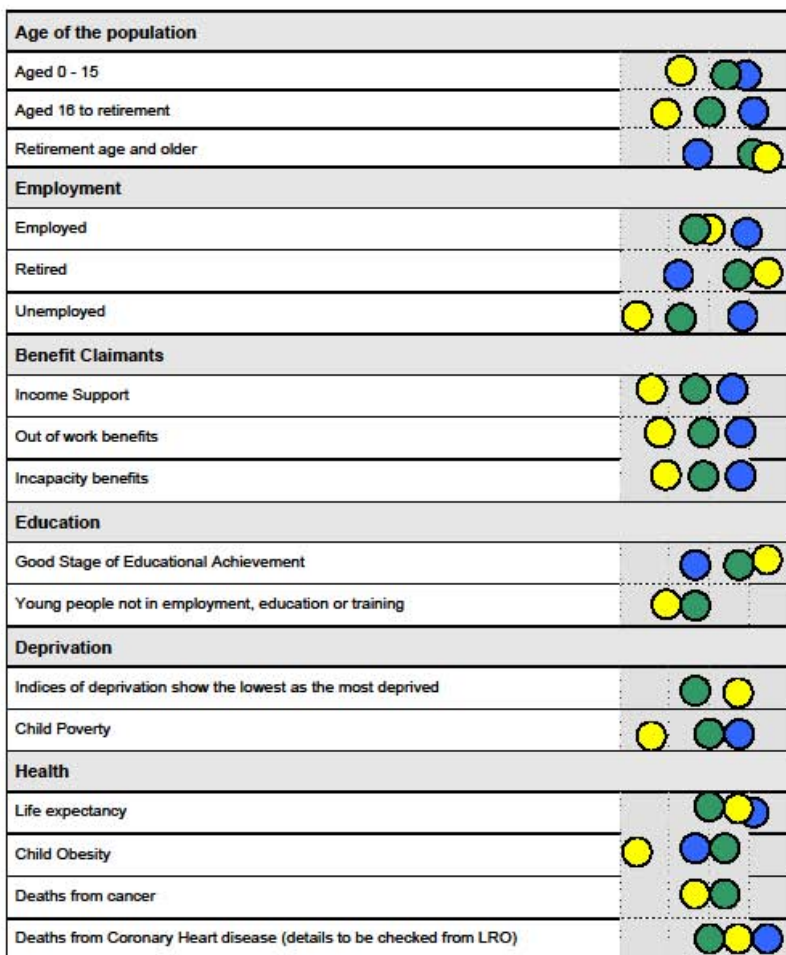 Age of the population
Aged 0 - 15
Aged 16 to retirement
Retirement age and older
Employment
Employed
Retired
Unemployed
Benefit Claimants
Income Support
Out of work benefits
Incapacity benefits
Education
Good Stage of Educational Achievement
Young people not in employment, education or training
Deprivation
Indices of deprivation show the lowest as the most deprived
Child Poverty
Health
Life expectancy
Child Obesity
Deaths from cancer
Deaths from Coronary Heart disease (details to be checked from LRO)